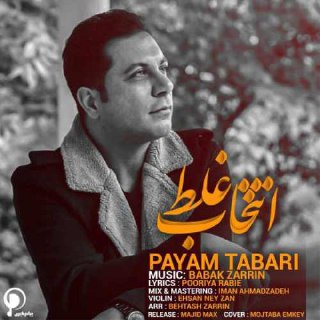 انتخاب غلط
PAYAM TABARI
MUSIC: BABAK ZARRIN
LYRICS : POORIYA RABIE
MIX & MASTERING : IMAN AHMADZADEH
VIOLIN : EHSAN NEY ZAN
ARR : BEHTASH ZARRIN
RELEASE : MAJID MAX COVER : MOJTABA EMKEY